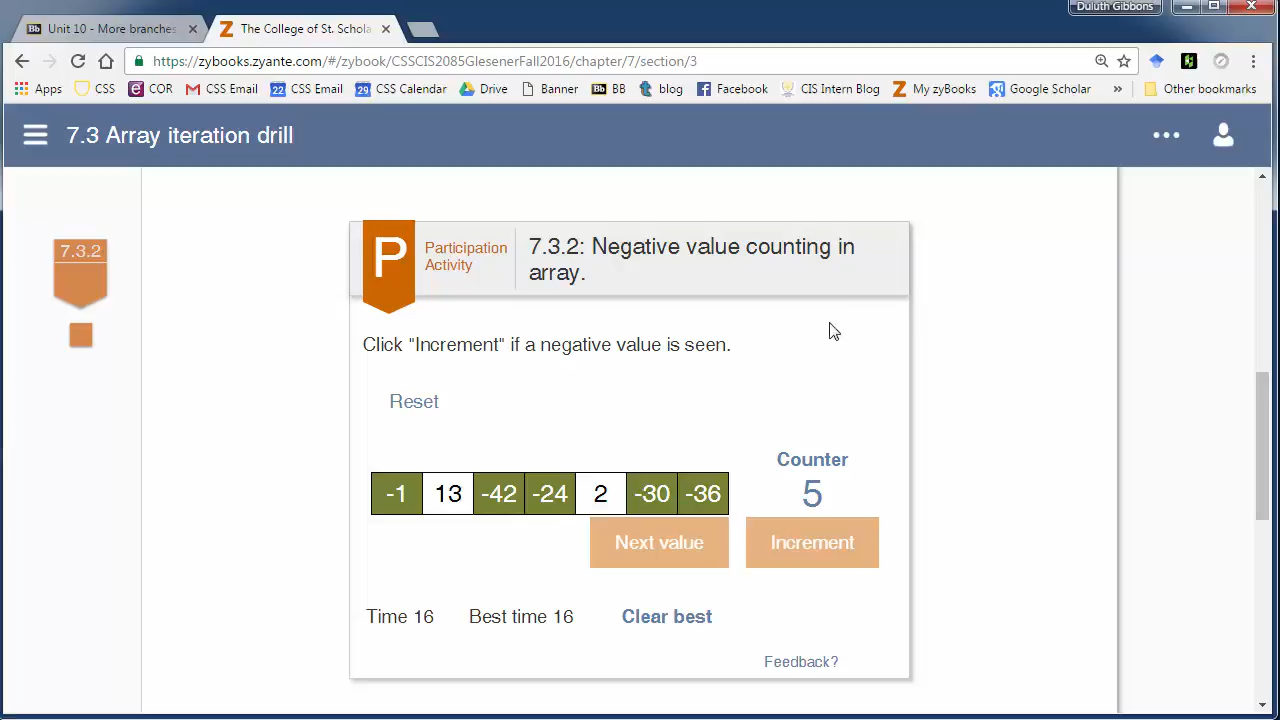 Duluth Gibbons
Bb Unit 10 - More branches × The College of St. Schola ×
https://zybooks.zyante.com/#/zybook/CSSCIS2085GlesenerFall2016/chapter/7/section/3
Apps CSS COR CSS Email 22 CSS Email 29 CSS Calendar Drive Banner Bb BB blog Facebook CIS Intern Blog My zyBooks Google Scholar » Other bookmarks
7.3 Array iteration drill
7.3.2
P
Participation
Activity
7.3.2: Negative value counting in
array.
Click "Increment" if a negative value is seen.
Reset
Counter
-1 13 -42 -24 2 -30 -36 5
Next value Increment
Time 16 Best time 16 Clear best
Feedback?